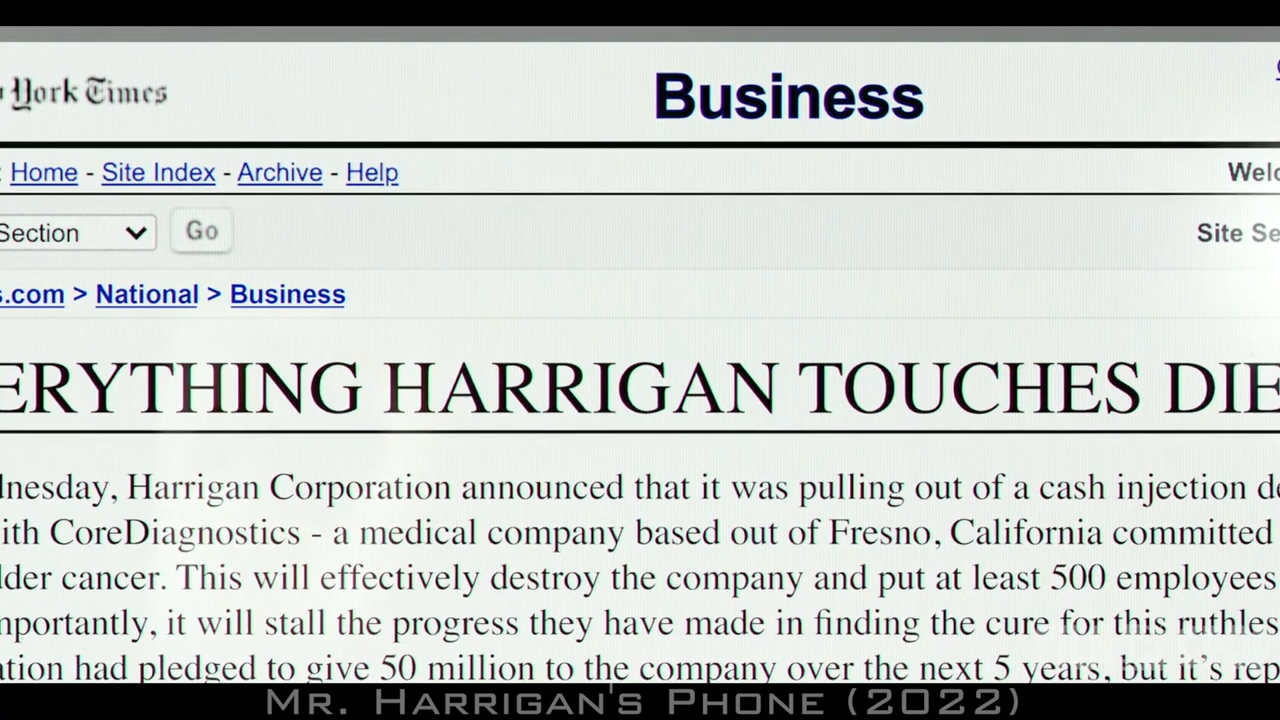 York Times
Business
Home - Site Index - Archive - Help
Welc
Section
Go
Site Se
s.com > National > Business
ERYTHING HARRIGAN TOUCHES DIE
dnesday, Harrigan Corporation announced that it was pulling out of a cash injection de
ith CoreDiagnostics - a medical company based out of Fresno, California committed
lder cancer. This will effectively destroy the company and put at least 500 employees
mportantly, it will stall the progress they have made in finding the cure for this ruthless
ation had pledged to give 50 million to the company over the next 5 years, but it's rep
Mr. Harrigan's Phone (2022)